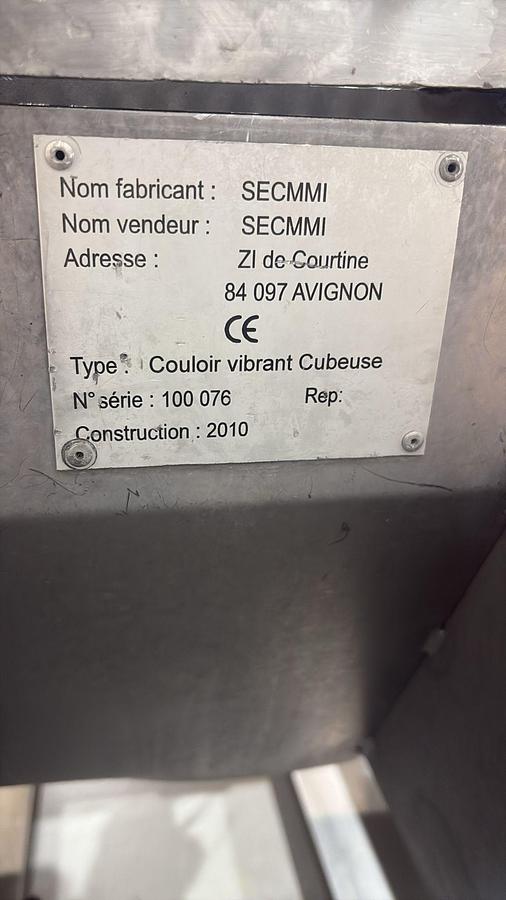 Nom fabricant : SECMMI
Nom vendeur : SECMMI
Adresse : ZI de Courtine
84 097 AVIGNON
CE
Type : Couloir vibrant Cubeuse
N° série : 100 076 Rep:
Construction : 2010